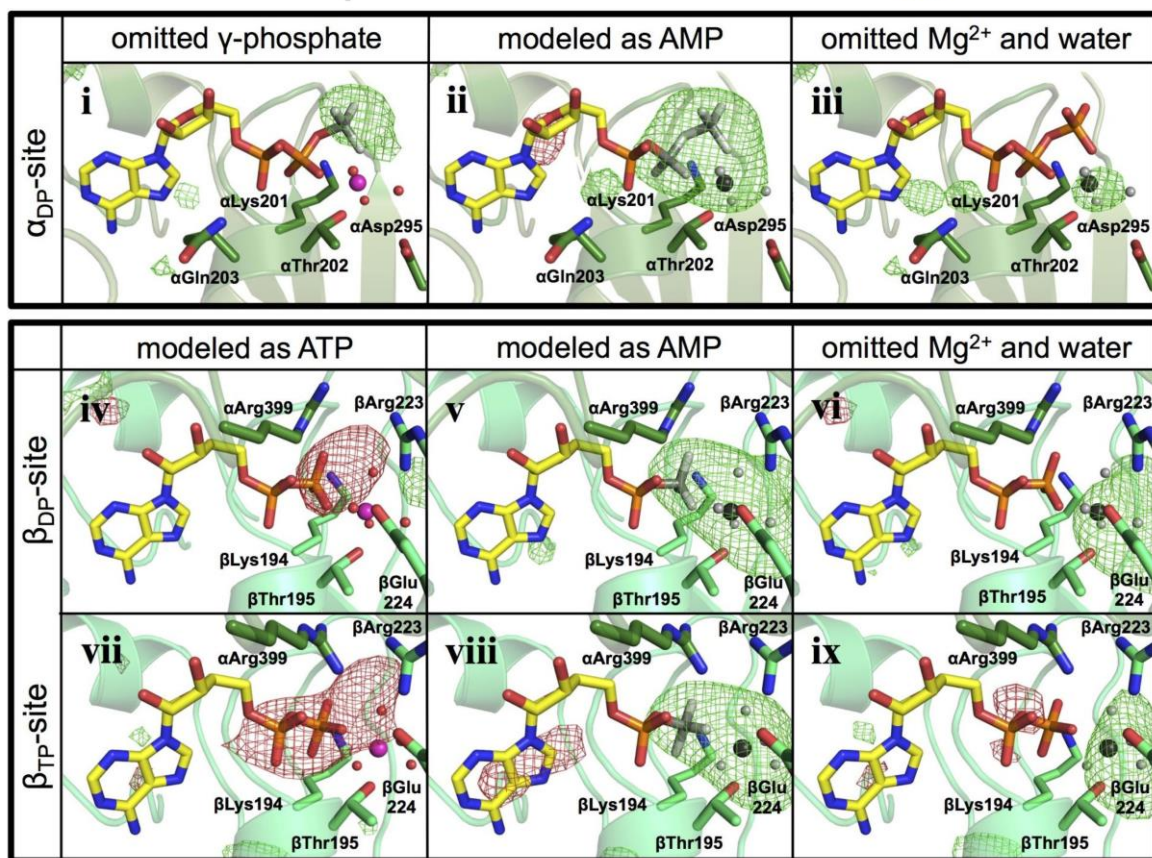 omitted γ-phosphate modeled as AMP omitted Mg²⁺ and water
αDP-site
i ii iii
αLys201 αLys201 αLys201
αAsp295 αAsp295 αAsp295
αGln203 αThr202 αGln203 αThr202 αGln203 αThr202
modeled as ATP modeled as AMP omitted Mg²⁺ and water
βDP-site
iv αArg399 βArg223 v αArg399 βArg223 vi αArg399 βArg223
βLys194 βLys194 βLys194
βThr195 βGlu βThr195 βGlu βThr195 βGlu
224 224 224
βTP-site
vii αArg399 βArg223 viii αArg399 βArg223 ix αArg399 βArg223
βLys194 βGlu βLys194 βGlu βLys194 βGlu
βThr195 224 βThr195 224 βThr195 224